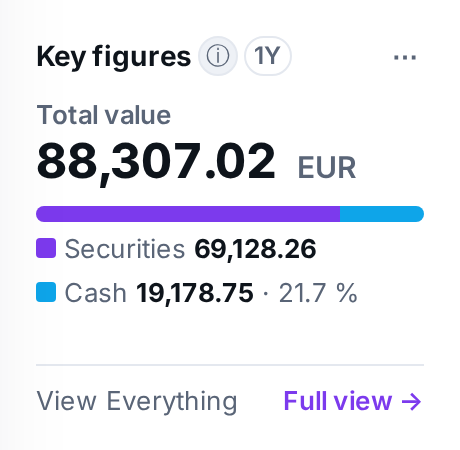 Key figures ⓘ 1Y ...
Total value
88,307.02 EUR
Securities 69,128.26
Cash 19,178.75 · 21.7 %
View Everything Full view →